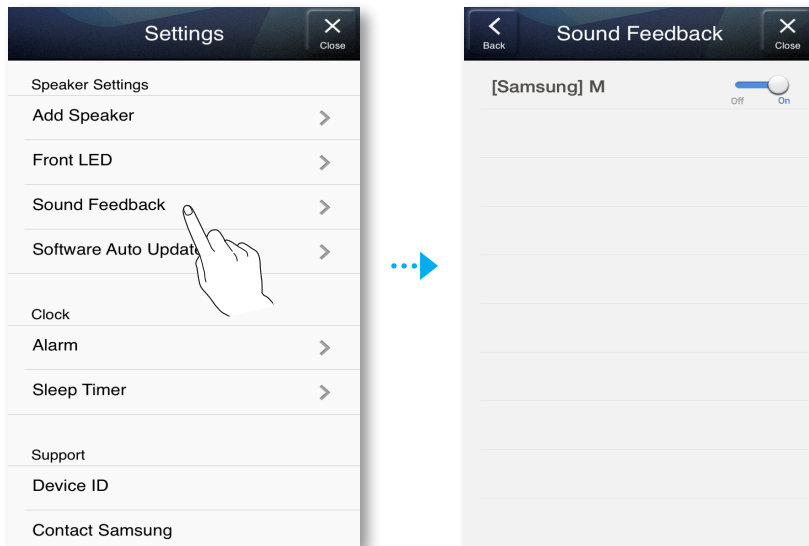 Settings
Close
Speaker Settings
Add Speaker
Front LED
Sound Feedback
Software Auto Update
Clock
Alarm
Sleep Timer
Support
Device ID
Contact Samsung
Back
Sound Feedback
Close
[Samsung] M
Off On